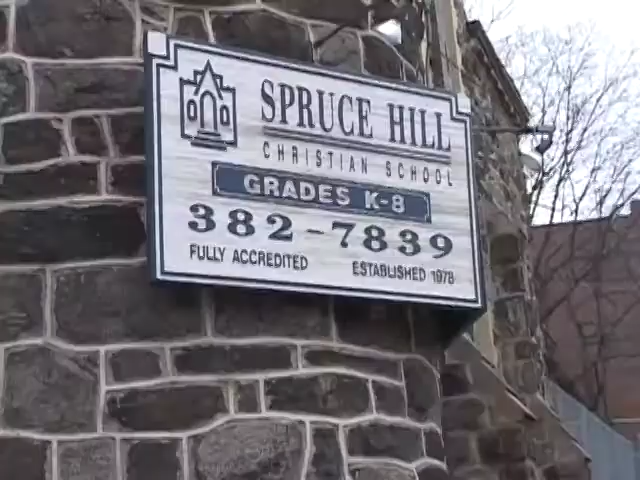 SPRUCE HILL
CHRISTIAN SCHOOL
GRADES K-8
382-7839
FULLY ACCREDITED ESTABLISHED 1978